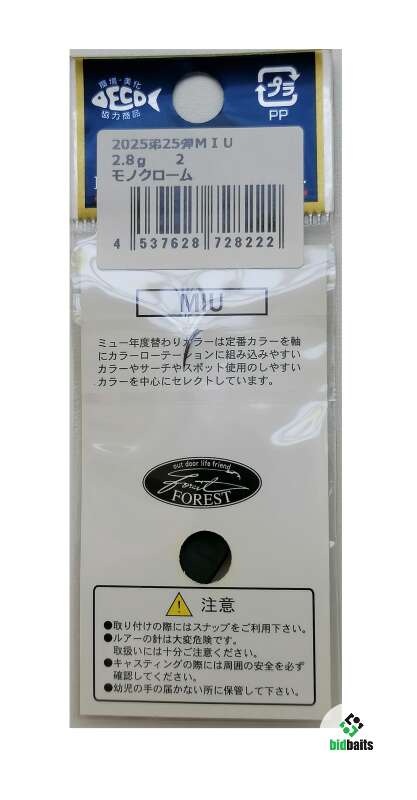 環境・美化
ECO
協力商品
プラ
PP
2025第25弾MIU
2.8g 2
モノクローム
4 537628 728222
MIU
ミュー年度替わりカラーは定番カラーを軸
にカラーローテーションに組み込みやすい
カラーやサーチやスポット使用のしやすい
カラーを中心にセレクトしています。
out door life friend
Forest
FOREST
注意
●取り付けの際にはスナップをご利用下さい。
●ルアーの針は大変危険です。
取扱いには十分ご注意ください。
●キャスティングの際には周囲の安全を必ず
確認してください。
●幼児の手の届かない所に保管して下さい。
bidbaits